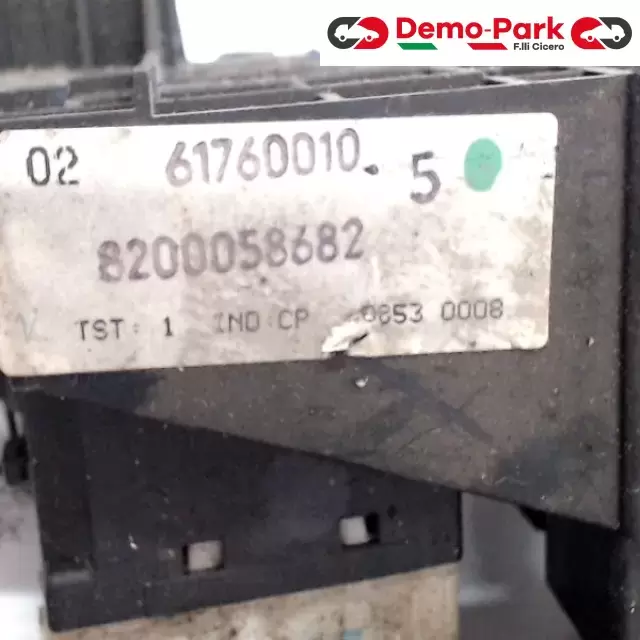 Demo-Park
F.lli Cicero
02 61760010. 5
8200058682
TST: 1 IND:CP 0853 0008